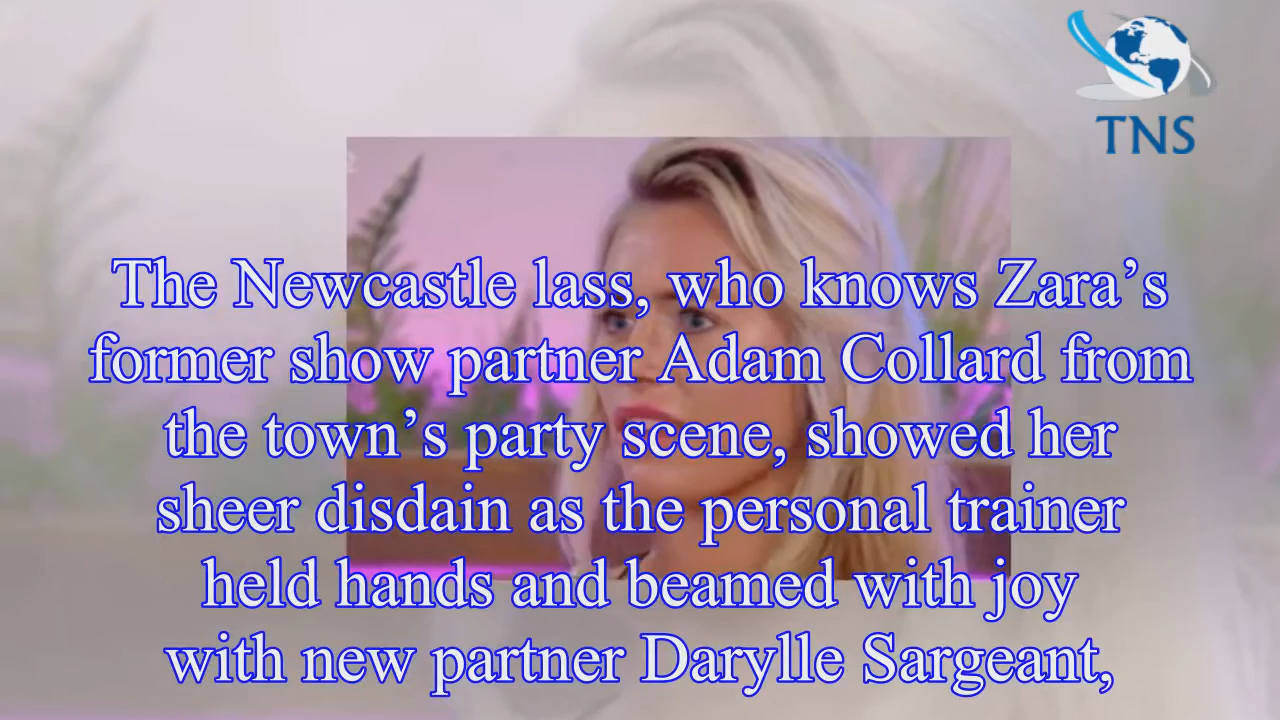 TNS
The Newcastle lass, who knows Zara’s
former show partner Adam Collard from
the town’s party scene, showed her
sheer disdain as the personal trainer
held hands and beamed with joy
with new partner Darylle Sargeant,